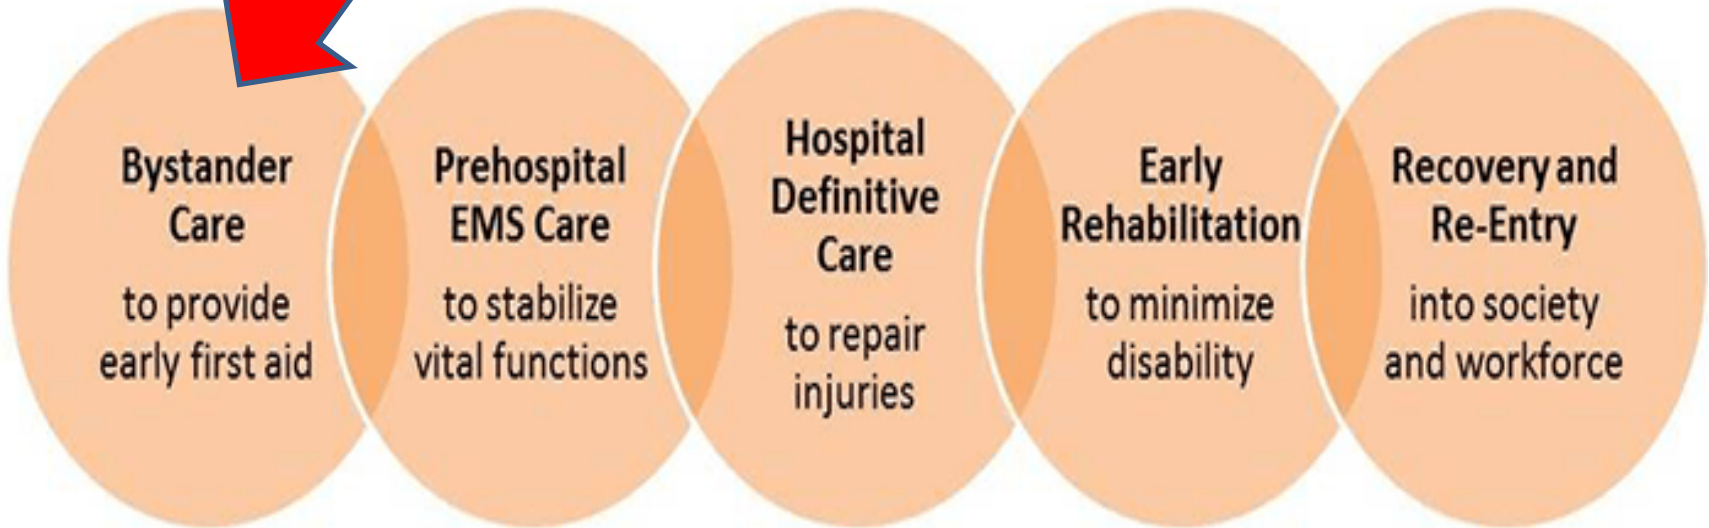 Bystander
Care
to provide
early first aid
Prehospital
EMS Care
to stabilize
vital functions
Hospital
Definitive
Care
to repair
injuries
Early
Rehabilitation
to minimize
disability
Recovery and
Re-Entry
into society
and workforce